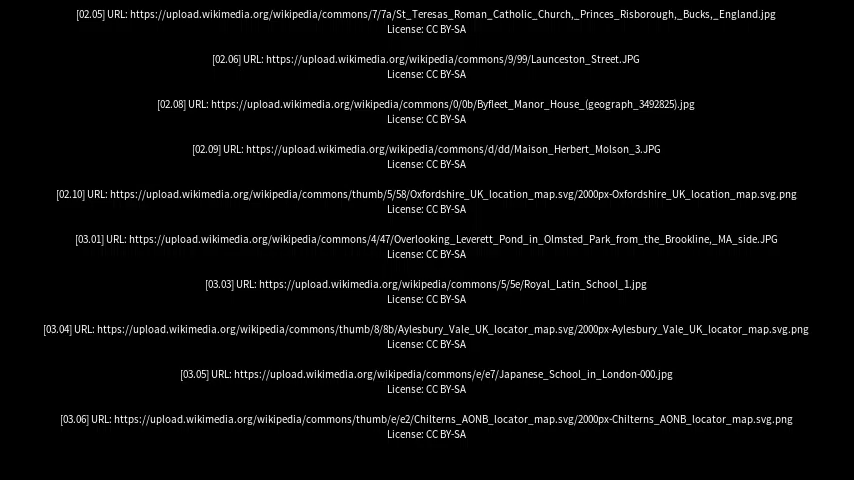 [02.05] URL: https://upload.wikimedia.org/wikipedia/commons/7/7a/St_Teresas_Roman_Catholic_Church,_Princes_Risborough,_Bucks,_England.jpg
License: CC BY-SA
[02.06] URL: https://upload.wikimedia.org/wikipedia/commons/9/99/Launceston_Street.JPG
License: CC BY-SA
[02.08] URL: https://upload.wikimedia.org/wikipedia/commons/0/0b/Byfleet_Manor_House_(geograph_3492825).jpg
License: CC BY-SA
[02.09] URL: https://upload.wikimedia.org/wikipedia/commons/d/dd/Maison_Herbert_Molson_3.JPG
License: CC BY-SA
[02.10] URL: https://upload.wikimedia.org/wikipedia/commons/thumb/5/58/Oxfordshire_UK_location_map.svg/2000px-Oxfordshire_UK_location_map.svg.png
License: CC BY-SA
[03.01] URL: https://upload.wikimedia.org/wikipedia/commons/4/47/Overlooking_Leverett_Pond_in_Olmsted_Park_from_the_Brookline,_MA_side.JPG
License: CC BY-SA
[03.03] URL: https://upload.wikimedia.org/wikipedia/commons/5/5e/Royal_Latin_School_1.jpg
License: CC BY-SA
[03.04] URL: https://upload.wikimedia.org/wikipedia/commons/thumb/8/8b/Aylesbury_Vale_UK_locator_map.svg/2000px-Aylesbury_Vale_UK_locator_map.svg.png
License: CC BY-SA
[03.05] URL: https://upload.wikimedia.org/wikipedia/commons/e/e7/Japanese_School_in_London-000.jpg
License: CC BY-SA
[03.06] URL: https://upload.wikimedia.org/wikipedia/commons/thumb/e/e2/Chilterns_AONB_locator_map.svg/2000px-Chilterns_AONB_locator_map.svg.png
License: CC BY-SA